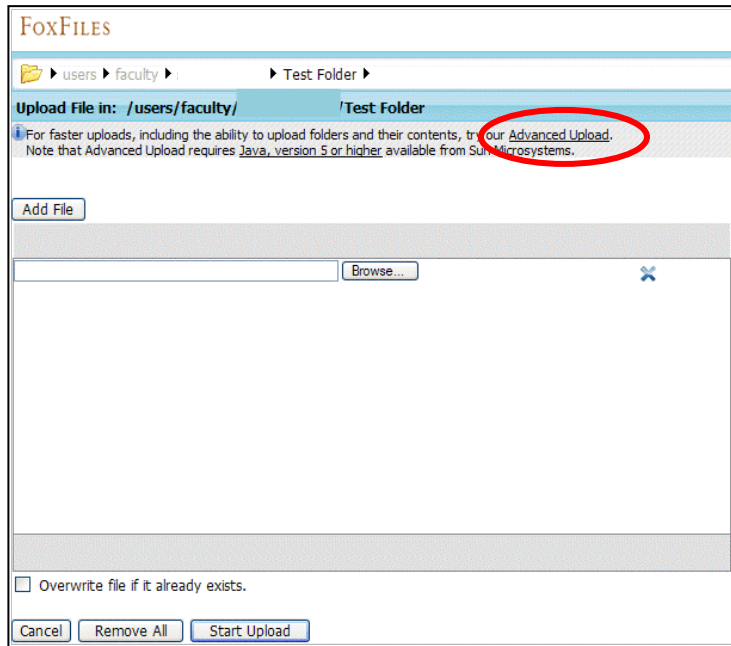 FOXFILES
users faculty Test Folder
Upload File in: /users/faculty/ /Test Folder
For faster uploads, including the ability to upload folders and their contents, try our Advanced Upload.
Note that Advanced Upload requires Java, version 5 or higher available from Sun Microsystems.
Add File
Browse...
Overwrite file if it already exists.
Cancel Remove All Start Upload